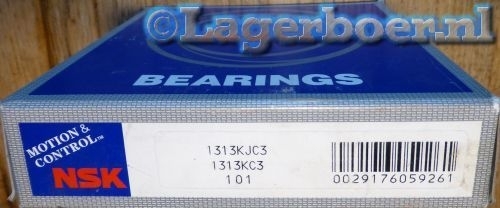 ©Lagerboer.nl
BEARINGS
MOTION &
CONTROL™
NSK
1313KJC3
1313KC3
101
0029176059261